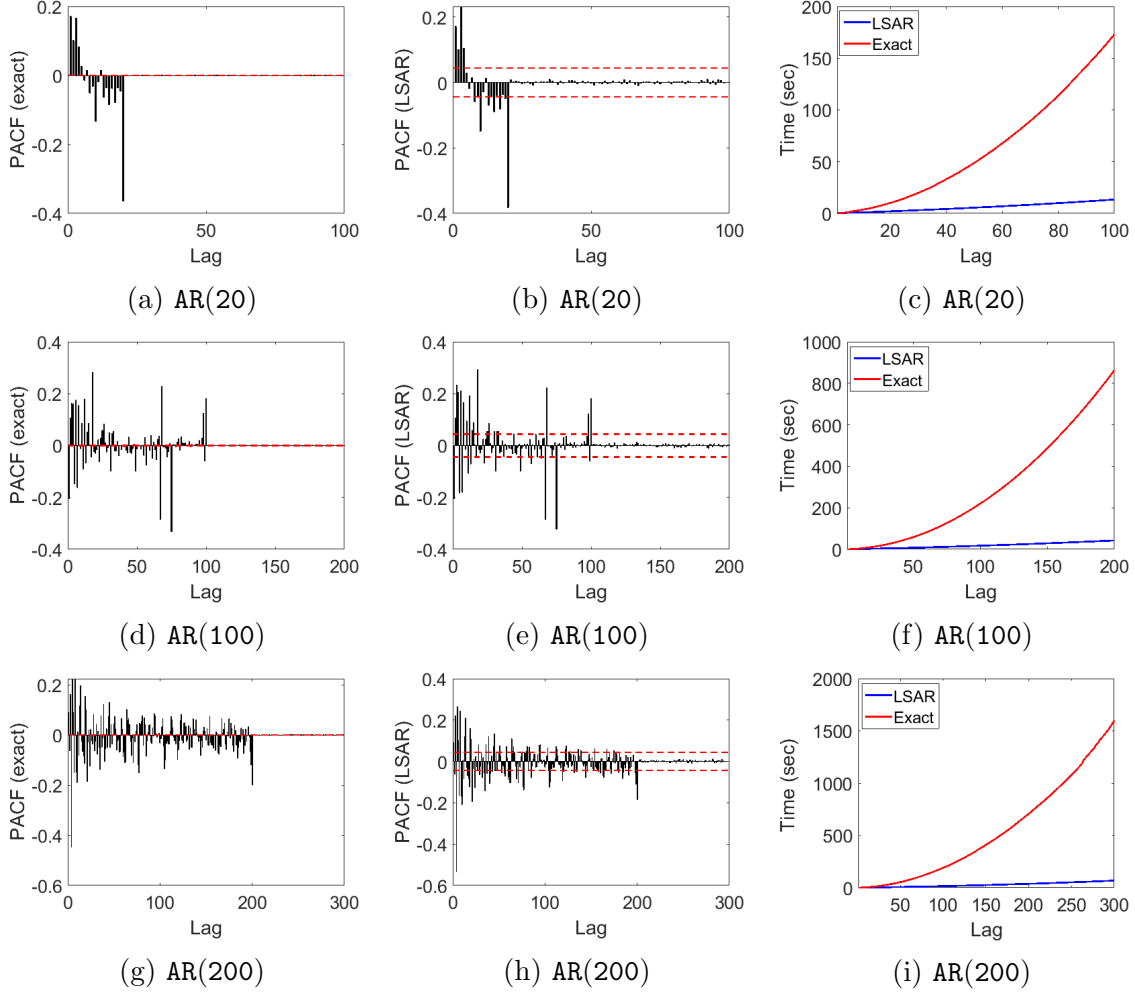 PACF (exact)
0.2
0
-0.2
-0.4
0
50
100
Lag
(a) AR(20)
PACF (LSAR)
0.2
0
-0.2
-0.4
0
50
100
Lag
(b) AR(20)
Time (sec)
200
150
100
50
0
LSAR
Exact
20
40
60
80
100
Lag
(c) AR(20)
PACF (exact)
0.4
0.2
0
-0.2
-0.4
0
50
100
150
200
Lag
(d) AR(100)
PACF (LSAR)
0.4
0.2
0
-0.2
-0.4
0
50
100
150
200
Lag
(e) AR(100)
Time (sec)
1000
800
600
400
200
0
LSAR
Exact
50
100
150
200
Lag
(f) AR(100)
PACF (exact)
0.2
0
-0.2
-0.4
-0.6
0
100
200
300
Lag
(g) AR(200)
PACF (LSAR)
0.4
0.2
0
-0.2
-0.4
-0.6
0
100
200
300
Lag
(h) AR(200)
Time (sec)
2000
1500
1000
500
0
LSAR
Exact
50
100
150
200
250
300
Lag
(i) AR(200)